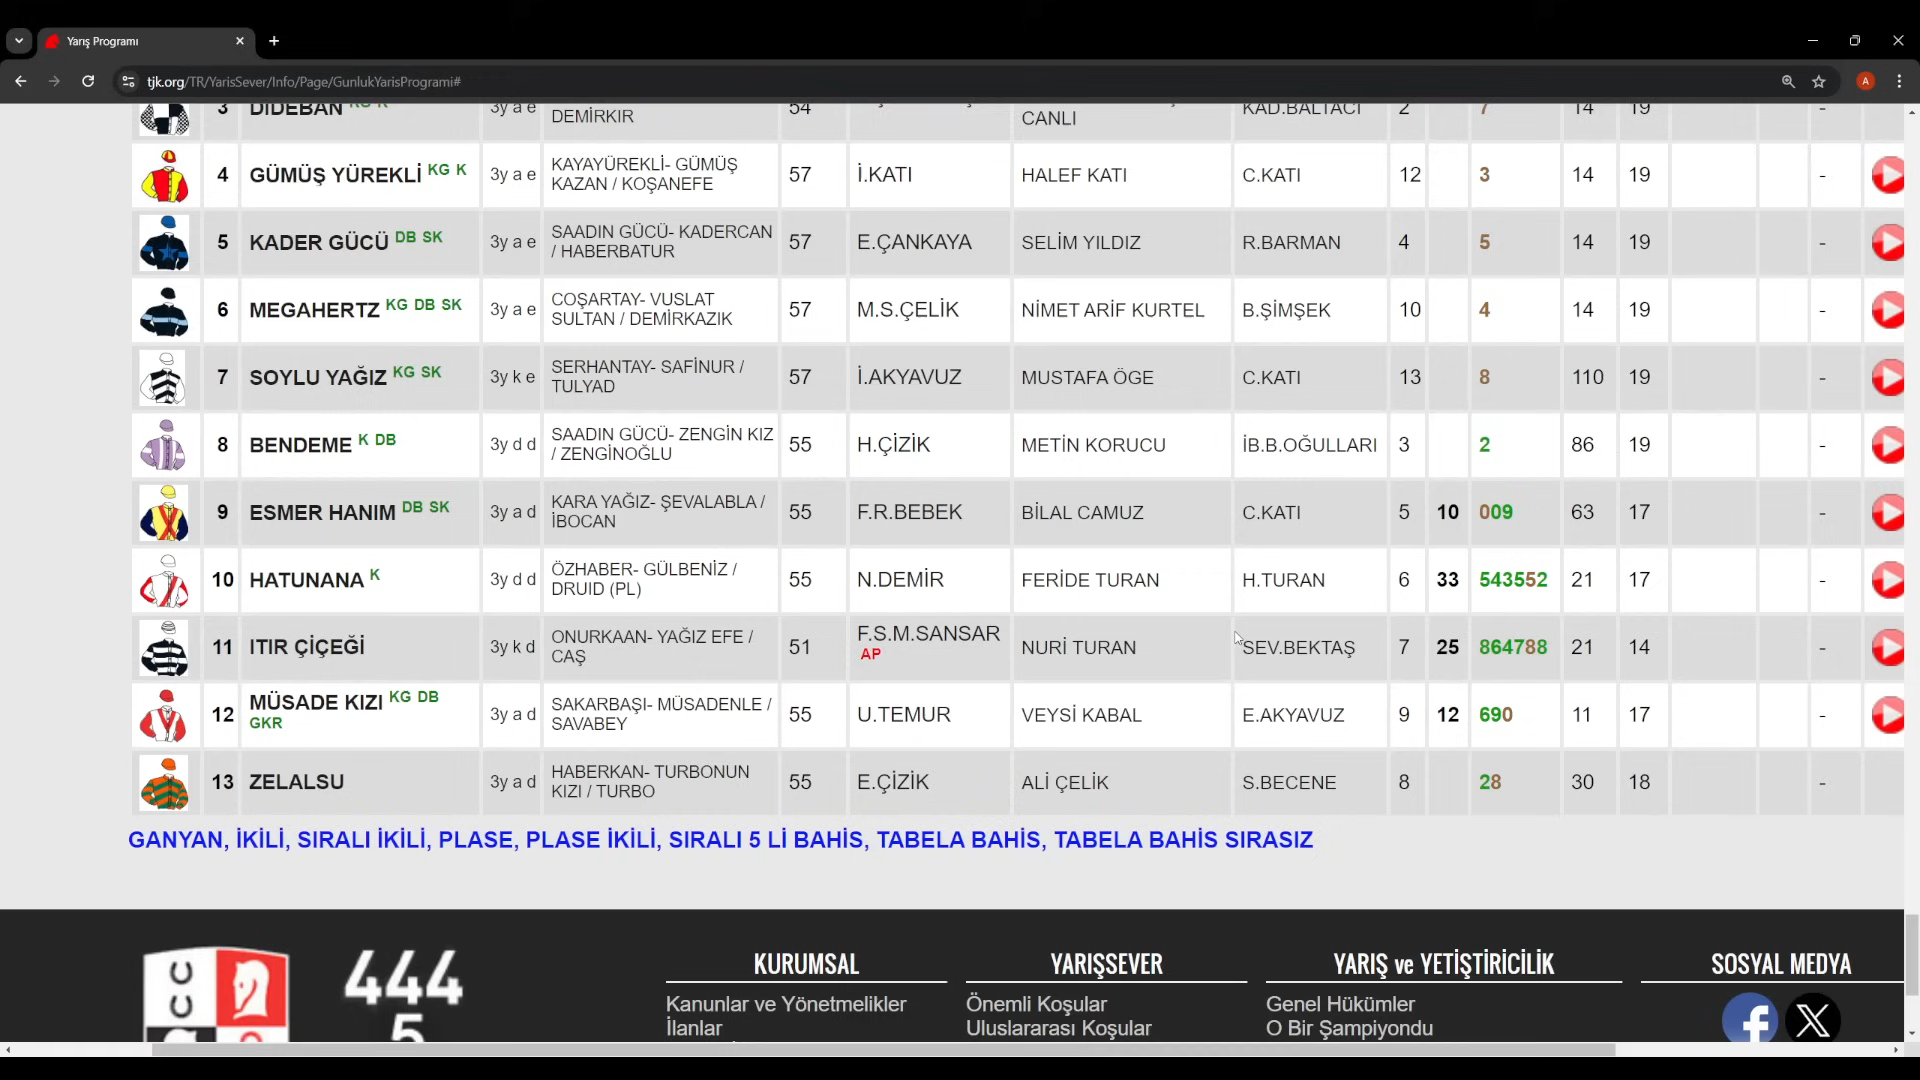 Yarış Programı
tjk.org/TR/YarisSever/Info/Page/GunlukYarisProgrami#
A
3 DİDEBAN KG K 3y a e DEMİRKIR 54 CANLI KAD.BALTACI 2 7 14 19 -
4 GÜMÜŞ YÜREKLİ KG K 3y a e KAYAYÜREKLİ- GÜMÜŞ KAZAN / KOŞANEFE 57 İ.KATI HALEF KATI C.KATI 12 3 14 19 -
5 KADER GÜCÜ DB SK 3y a e SAADIN GÜCÜ- KADERCAN / HABERBATUR 57 E.ÇANKAYA SELİM YILDIZ R.BARMAN 4 5 14 19 -
6 MEGAHERTZ KG DB SK 3y a e COŞARTAY- VUSLAT SULTAN / DEMİRKAZIK 57 M.S.ÇELİK NİMET ARİF KURTEL B.ŞİMŞEK 10 4 14 19 -
7 SOYLU YAĞIZ KG SK 3y k e SERHANTAY- SAFİNUR / TULYAD 57 İ.AKYAVUZ MUSTAFA ÖGE C.KATI 13 8 110 19 -
8 BENDEME K DB 3y d d SAADIN GÜCÜ- ZENGİN KIZ / ZENGİNOĞLU 55 H.ÇİZİK METİN KORUCU İB.B.OĞULLARI 3 2 86 19 -
9 ESMER HANIM DB SK 3y a d KARA YAĞIZ- ŞEVALABLA / İBOCAN 55 F.R.BEBEK BİLAL CAMUZ C.KATI 5 10 009 63 17 -
10 HATUNANA K 3y d d ÖZHABER- GÜLBENİZ / DRUID (PL) 55 N.DEMİR FERİDE TURAN H.TURAN 6 33 543552 21 17 -
11 ITIR ÇİÇEĞİ 3y k d ONURKAAN- YAĞIZ EFE / CAŞ 51 F.S.M.SANSAR AP NURİ TURAN SEV.BEKTAŞ 7 25 864788 21 14 -
12 MÜSADE KIZI KG DB GKR 3y a d SAKARBAŞI- MÜSADENLE / SAVABEY 55 U.TEMUR VEYSİ KABAL E.AKYAVUZ 9 12 690 11 17 -
13 ZELALSU 3y a d HABERKAN- TURBONUN KIZI / TURBO 55 E.ÇİZİK ALİ ÇELİK S.BECENE 8 28 30 18 -
GANYAN, İKİLİ, SIRALI İKİLİ, PLASE, PLASE İKİLİ, SIRALI 5 Lİ BAHİS, TABELA BAHİS, TABELA BAHİS SIRASIZ
444
5
KURUMSAL
Kanunlar ve Yönetmelikler
İlanlar
YARIŞSEVER
Önemli Koşular
Uluslararası Koşular
YARIŞ ve YETİŞTİRİCİLİK
Genel Hükümler
O Bir Şampiyondu
SOSYAL MEDYA